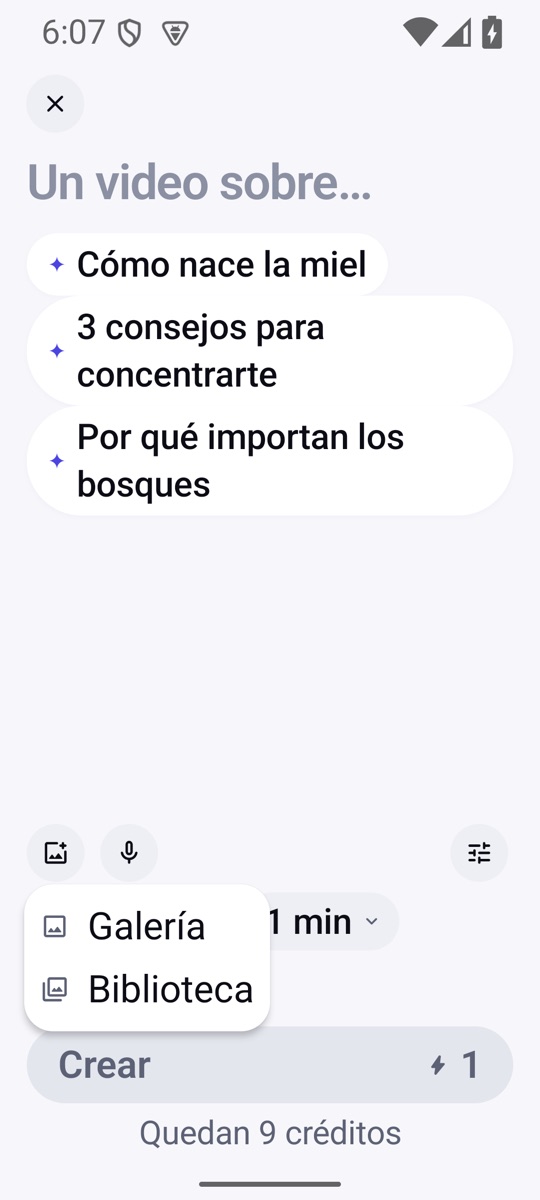 6:07
Un video sobre...
Cómo nace la miel
3 consejos para
concentrarte
Por qué importan los
bosques
1 min
Galería
Biblioteca
Crear
1
Quedan 9 créditos